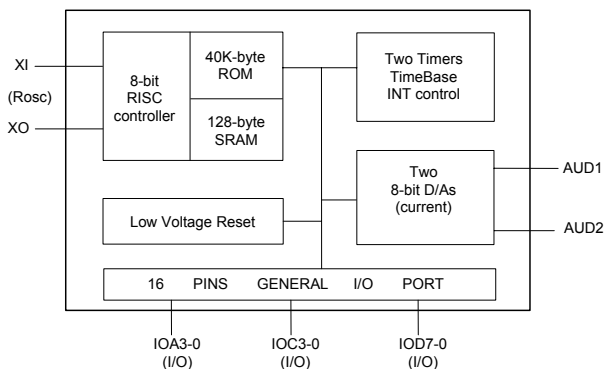 XI
(Rosc)
XO
8-bit
RISC
controller
40K-byte
ROM
128-byte
SRAM
Two Timers
TimeBase
INT control
Two
8-bit D/As
(current)
AUD1
AUD2
Low Voltage Reset
16 PINS GENERAL I/O PORT
IOA3-0
(I/O)
IOC3-0
(I/O)
IOD7-0
(I/O)